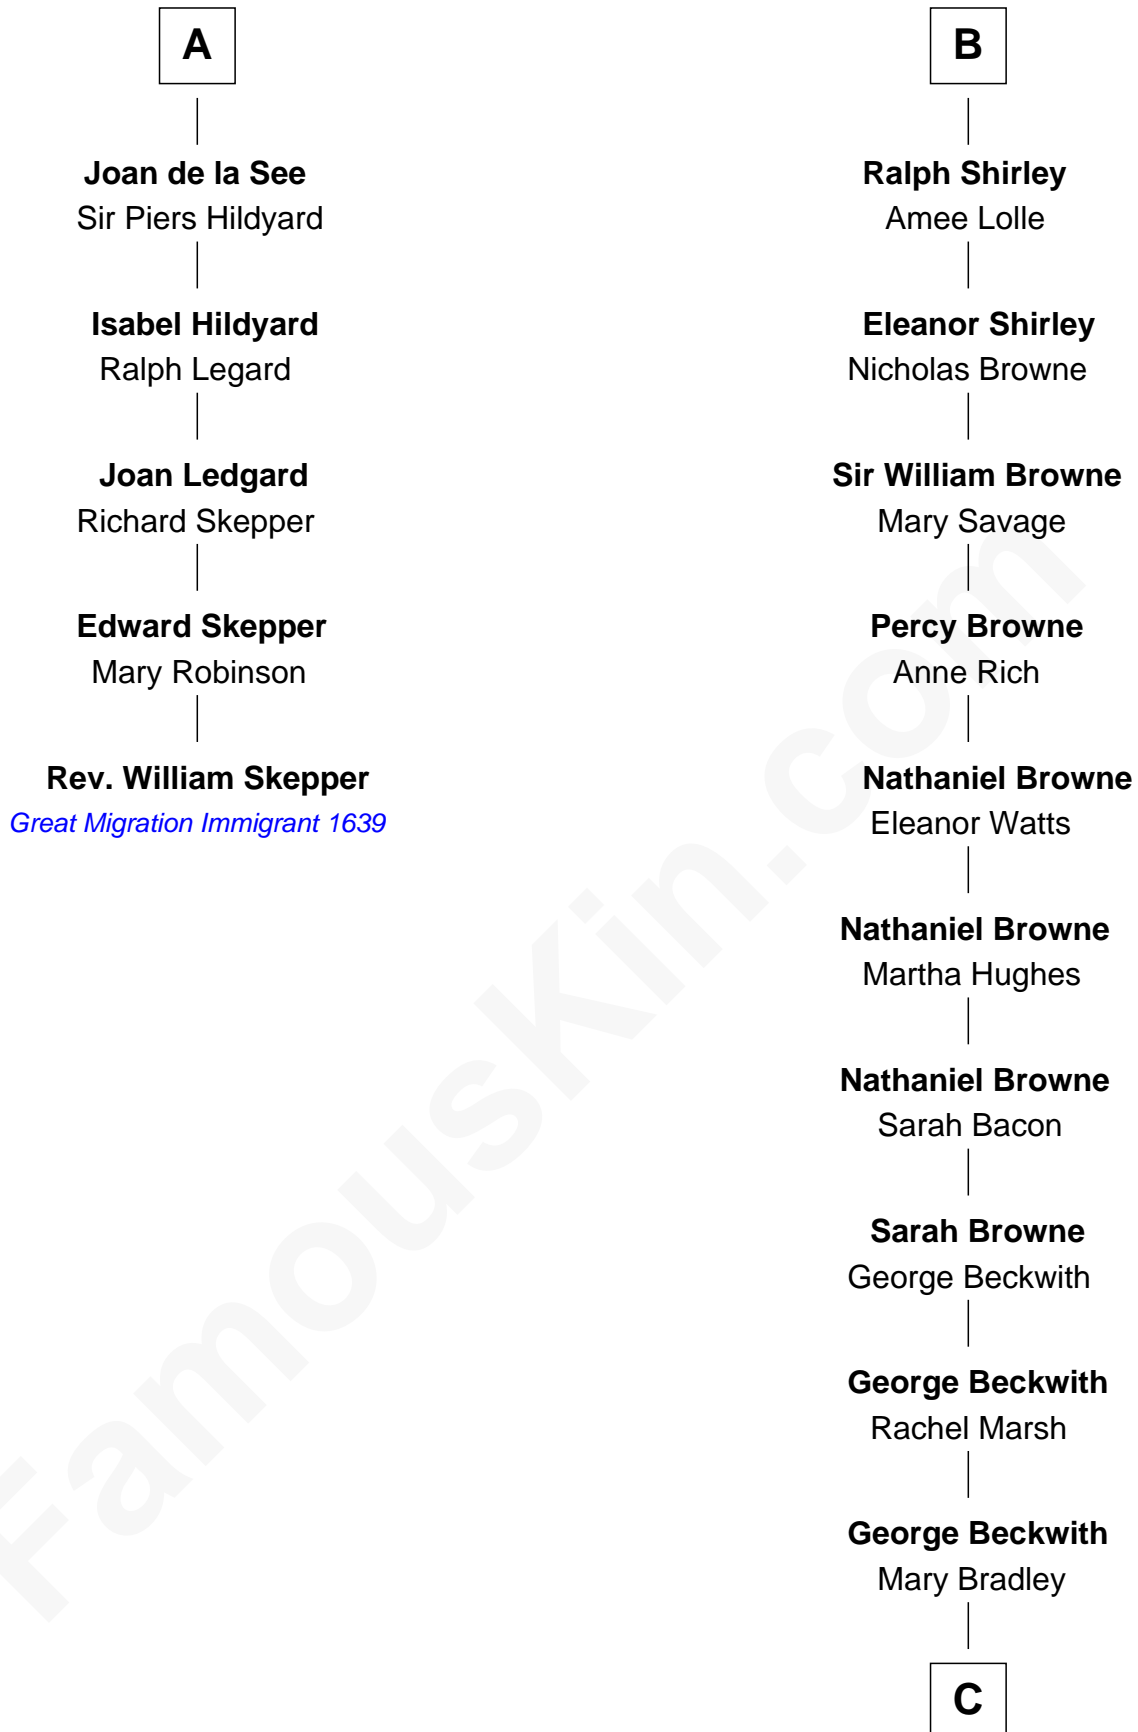 A
Joan de la See
Sir Piers Hildyard
Isabel Hildyard
Ralph Legard
Joan Ledgard
Richard Skepper
Edward Skepper
Mary Robinson
Rev. William Skepper
Great Migration Immigrant 1639
B
Ralph Shirley
Amee Lolle
Eleanor Shirley
Nicholas Browne
Sir William Browne
Mary Savage
Percy Browne
Anne Rich
Nathaniel Browne
Eleanor Watts
Nathaniel Browne
Martha Hughes
Nathaniel Browne
Sarah Bacon
Sarah Browne
George Beckwith
George Beckwith
Rachel Marsh
George Beckwith
Mary Bradley
C
FamousKin.com